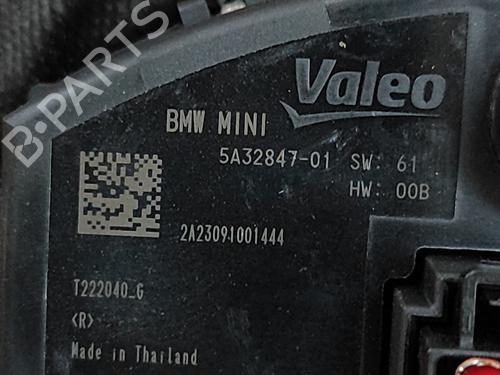 B-PARTS
Valeo
BMW MINI
5A32847-01 SW: 61
HW: 00B
2A23091001444
T222040_G
<R>
Made in Thailand